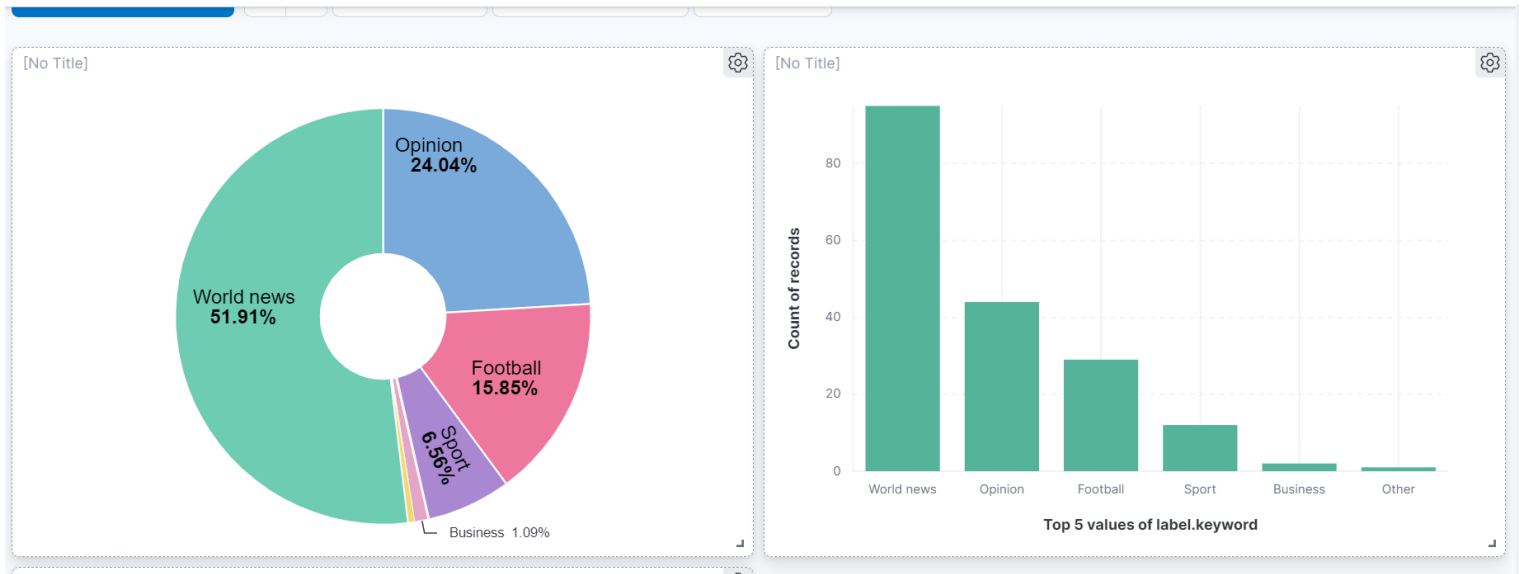 [No Title]
Opinion
24.04%
World news
51.91%
Football
15.85%
Sport
6.56%
Business 1.09%
[No Title]
Count of records
80
60
40
20
0
World news
Opinion
Football
Sport
Business
Other
Top 5 values of label.keyword